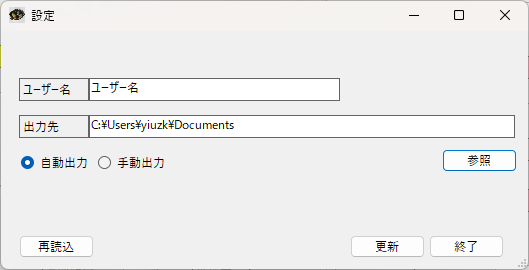 設定
ユーザー名 ユーザー名
出力先 C:¥Users¥yiuzk¥Documents
自動出力 手動出力 参照
再読込 更新 終了